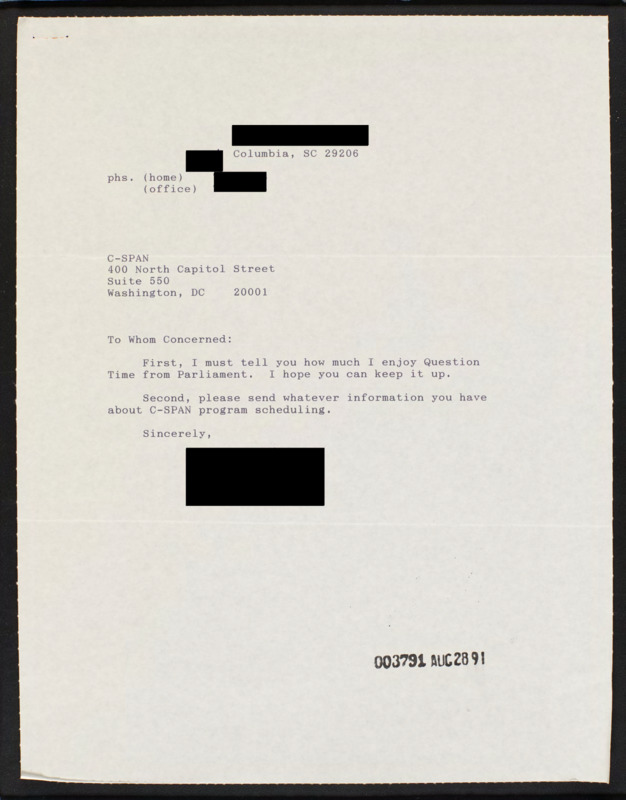 Columbia, SC 29206
phs. (home)
(office)
C-SPAN
400 North Capitol Street
Suite 550
Washington, DC 20001
To Whom Concerned:
First, I must tell you how much I enjoy Question
Time from Parliament. I hope you can keep it up.
Second, please send whatever information you have
about C-SPAN program scheduling.
Sincerely,
003791 AUG 28 91